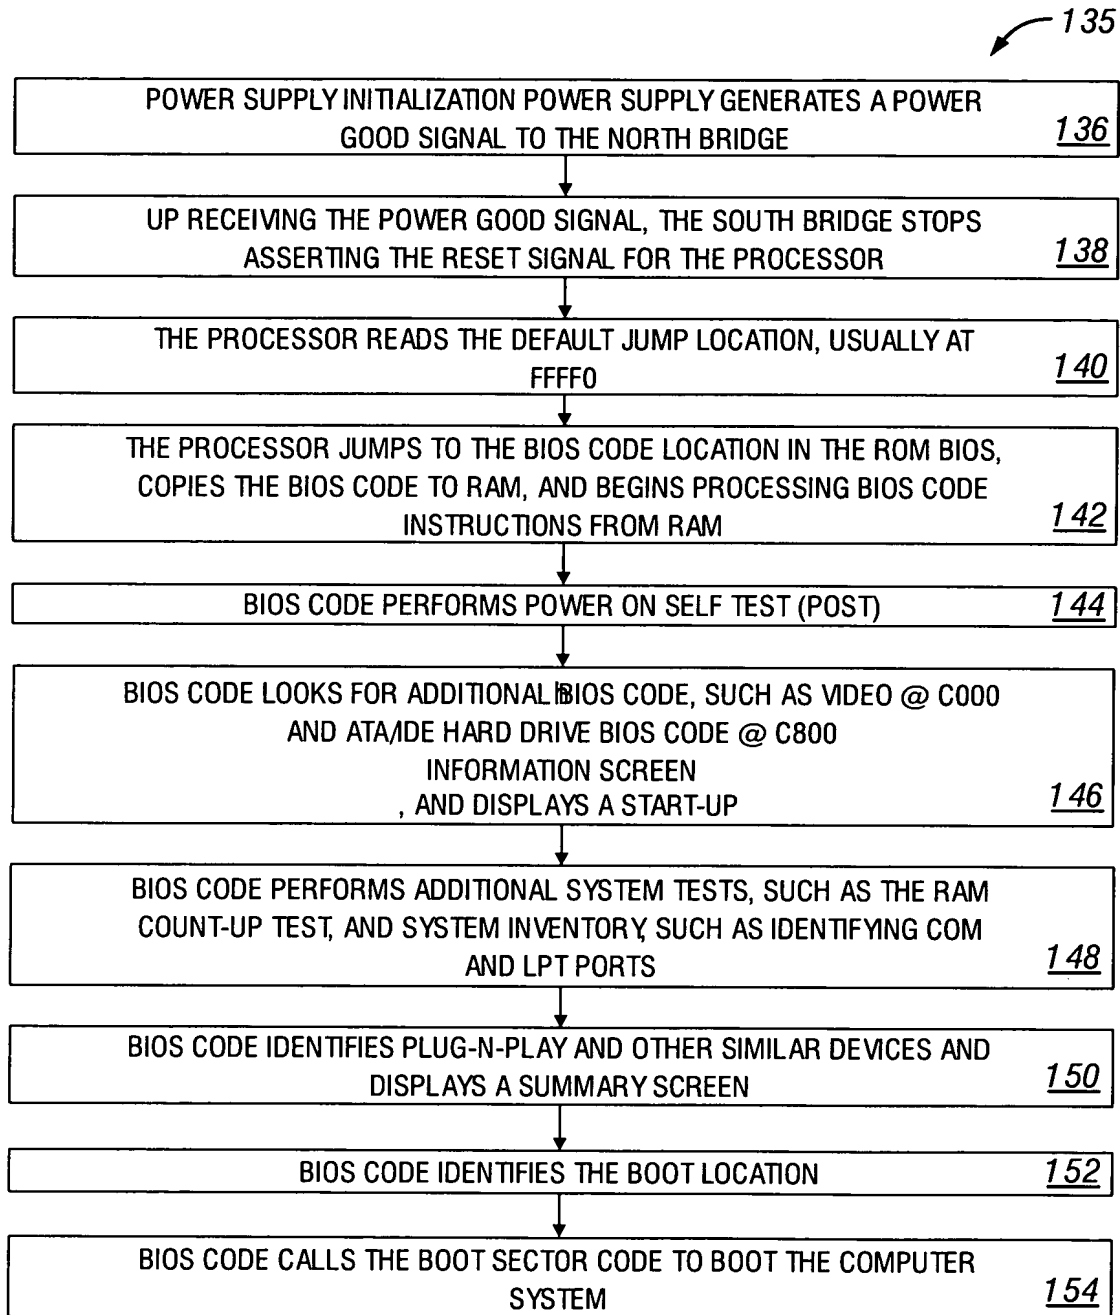 135
POWER SUPPLY INITIALIZATION POWER SUPPLY GENERATES A POWER
GOOD SIGNAL TO THE NORTH BRIDGE
136
UP RECEIVING THE POWER GOOD SIGNAL, THE SOUTH BRIDGE STOPS
ASSERTING THE RESET SIGNAL FOR THE PROCESSOR
138
THE PROCESSOR READS THE DEFAULT JUMP LOCATION, USUALLY AT
FFFF0
140
THE PROCESSOR JUMPS TO THE BIOS CODE LOCATION IN THE ROM BIOS,
COPIES THE BIOS CODE TO RAM, AND BEGINS PROCESSING BIOS CODE
INSTRUCTIONS FROM RAM
142
BIOS CODE PERFORMS POWER ON SELF TEST (POST)
144
BIOS CODE LOOKS FOR ADDITIONAL BIOS CODE, SUCH AS VIDEO @ C000
AND ATA/IDE HARD DRIVE BIOS CODE @ C800
INFORMATION SCREEN
, AND DISPLAYS A START-UP
146
BIOS CODE PERFORMS ADDITIONAL SYSTEM TESTS, SUCH AS THE RAM
COUNT-UP TEST, AND SYSTEM INVENTORY, SUCH AS IDENTIFYING COM
AND LPT PORTS
148
BIOS CODE IDENTIFIES PLUG-N-PLAY AND OTHER SIMILAR DEVICES AND
DISPLAYS A SUMMARY SCREEN
150
BIOS CODE IDENTIFIES THE BOOT LOCATION
152
BIOS CODE CALLS THE BOOT SECTOR CODE TO BOOT THE COMPUTER
SYSTEM
154